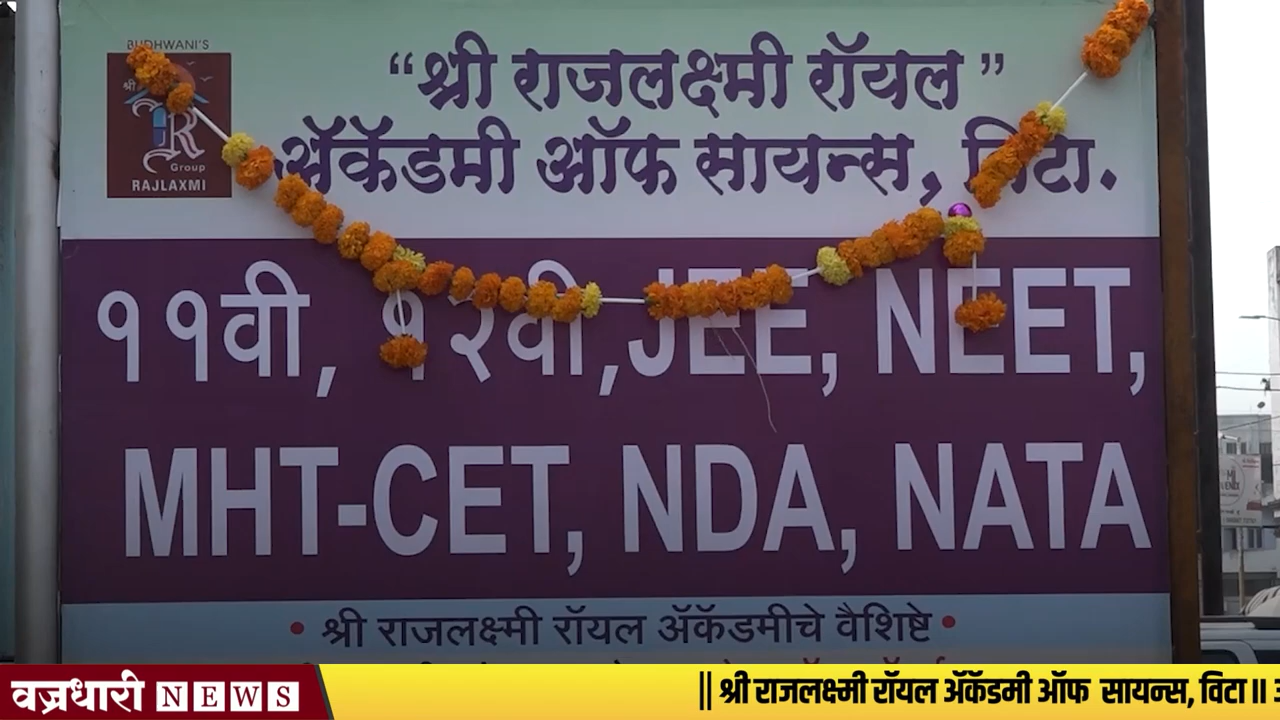 BUDHWANI'S
श्री
R
Group
RAJLAXMI
“श्री राजलक्ष्मी रॉयल ”
ॲकॅडमी ऑफ सायन्स, विटा.
११वी, १२वी,JEE, NEET,
MHT-CET, NDA, NATA
• श्री राजलक्ष्मी रॉयल ॲकॅडमीचे वैशिष्टे •
वज्रधारी NEWS
|| श्री राजलक्ष्मी रॉयल ॲकॅडमी ऑफ सायन्स, विटा ||